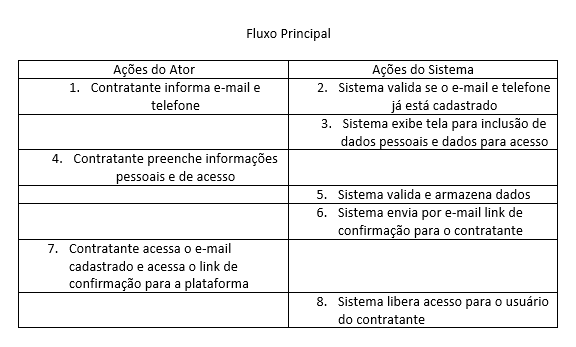 Fluxo Principal
Ações do Ator
Ações do Sistema
1. Contratante informa e-mail e
telefone
2. Sistema valida se o e-mail e telefone
já está cadastrado
3. Sistema exibe tela para inclusão de
dados pessoais e dados para acesso
4. Contratante preenche informações
pessoais e de acesso
5. Sistema valida e armazena dados
6. Sistema envia por e-mail link de
confirmação para o contratante
7. Contratante acessa o e-mail
cadastrado e acessa o link de
confirmação para a plataforma
8. Sistema libera acesso para o usuário
do contratante